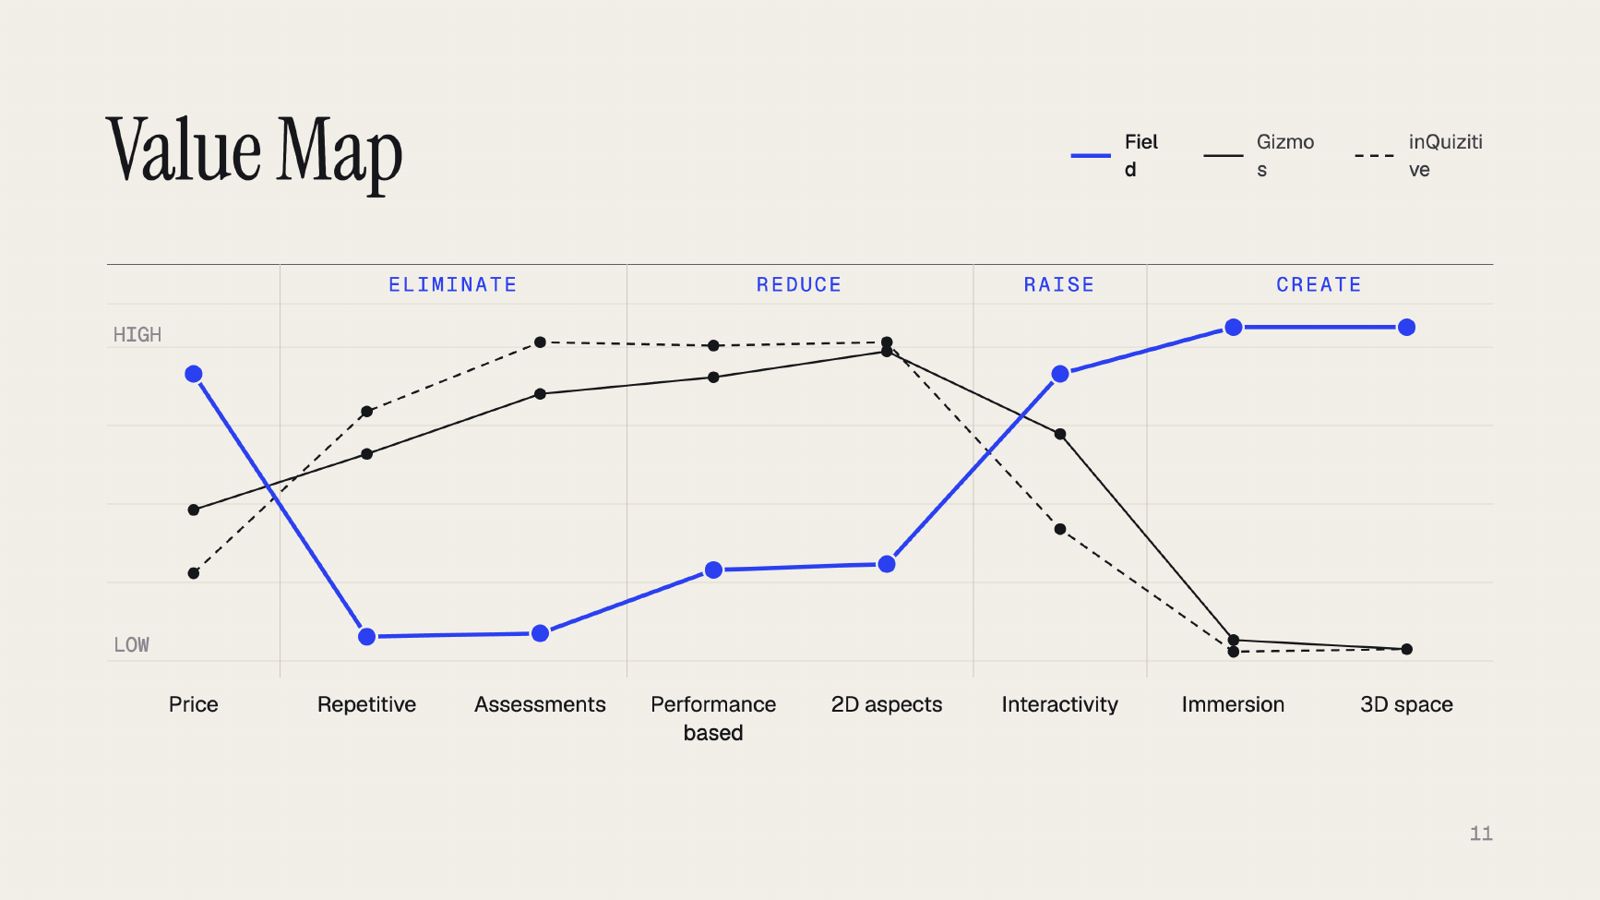 Value Map
Fiel
d
Gizmo
s
inQuiziti
ve
ELIMINATE
REDUCE
RAISE
CREATE
HIGH
LOW
Price
Repetitive
Assessments
Performance
based
2D aspects
Interactivity
Immersion
3D space
11